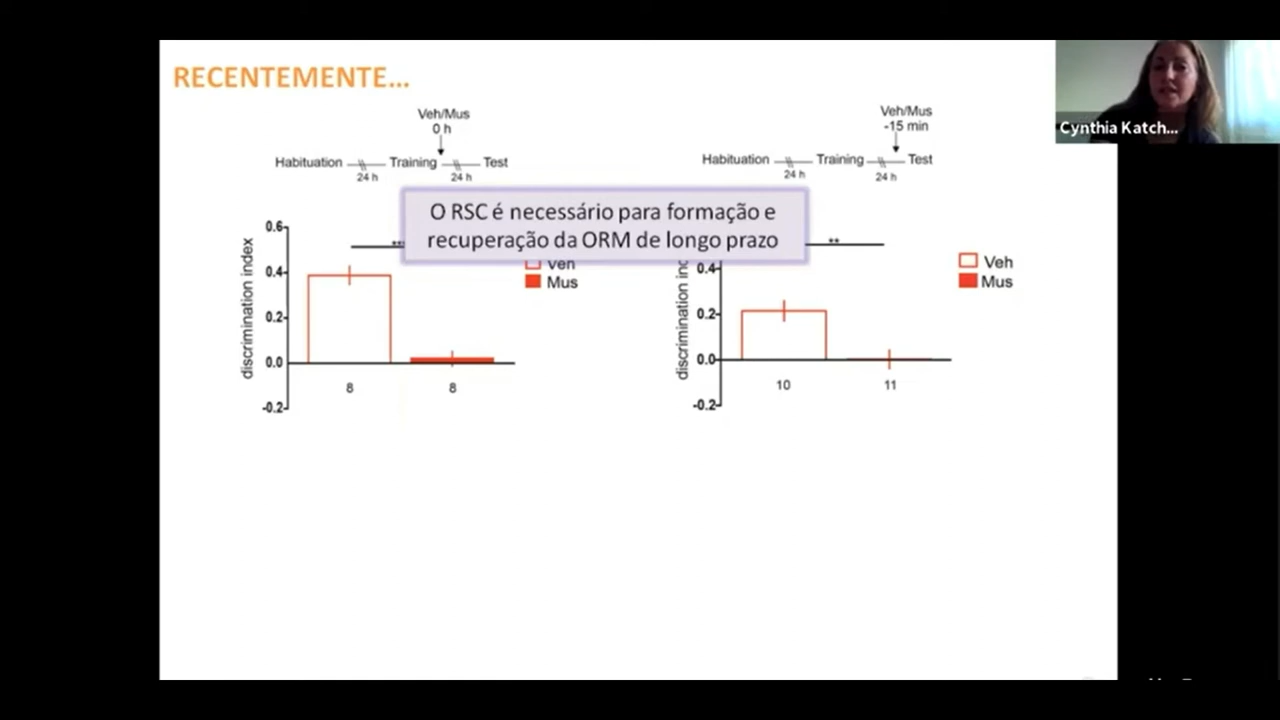 RECENTEMENTE...
Cynthia Katch...
Veh/Mus
0 h
Habituation Training Test
24 h 24 h
Veh/Mus
-15 min
Habituation Training Test
24 h 24 h
O RSC é necessário para formação e
recuperação da ORM de longo prazo
discrimination index
0.6
0.4
0.2
0.0
-0.2
8 8
Veh
Mus
**
discrimination
0.4
0.2
0.0
-0.2
10 11
Veh
Mus